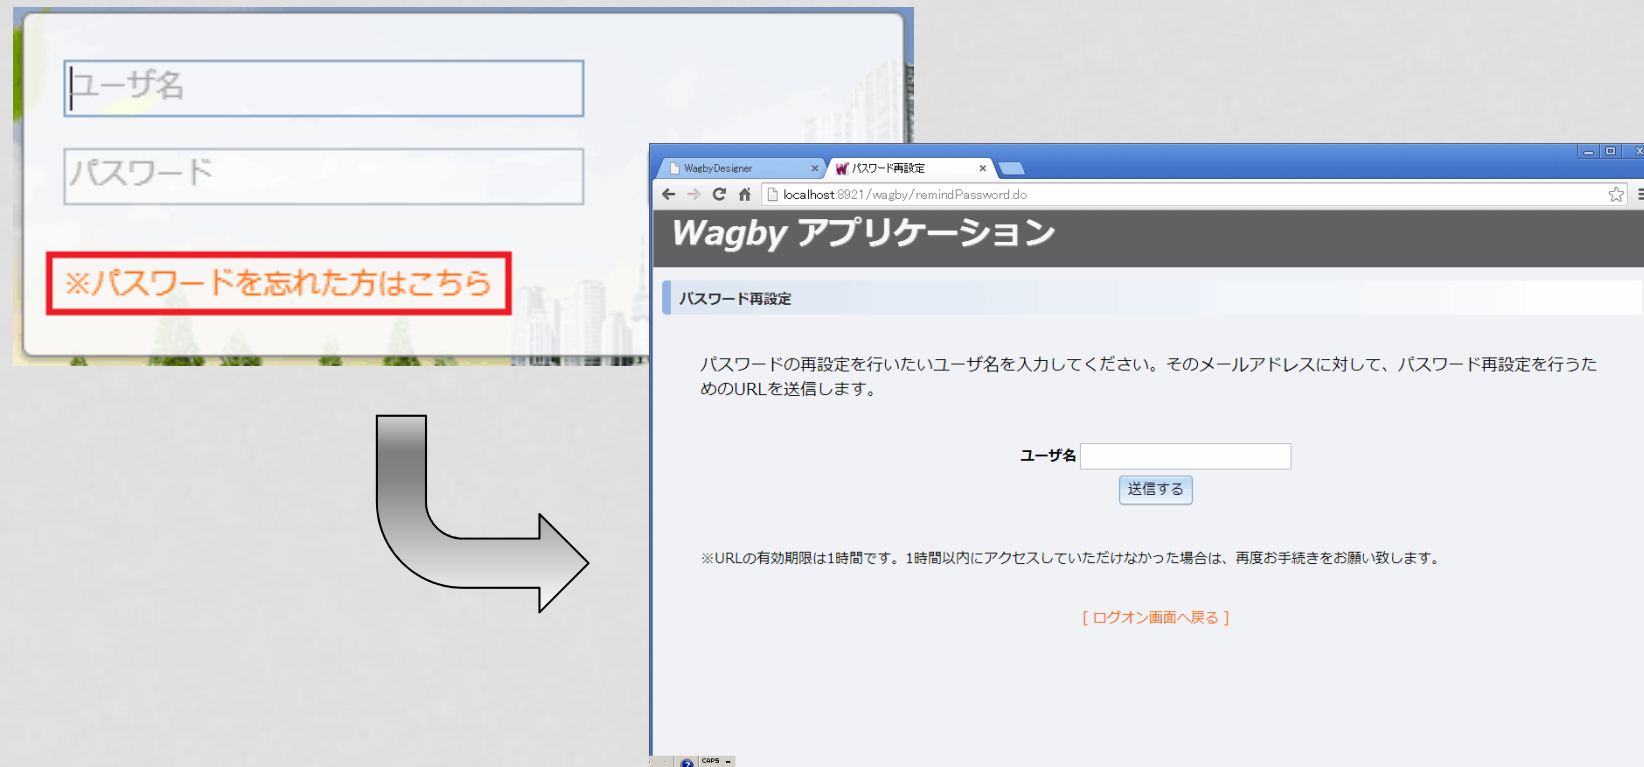 ユーザ名
パスワード
※パスワードを忘れた方はこちら
WagbyDesigner
パスワード再設定
localhost:8921/wagby/remindPassword.do
Wagby アプリケーション
パスワード再設定
パスワードの再設定を行いたいユーザ名を入力してください。そのメールアドレスに対して、パスワード再設定を行うた
めのURLを送信します。
ユーザ名
送信する
※URLの有効期限は1時間です。1時間以内にアクセスしていただけなかった場合は、再度お手続きをお願い致します。
[ ログオン画面へ戻る ]
CAPS